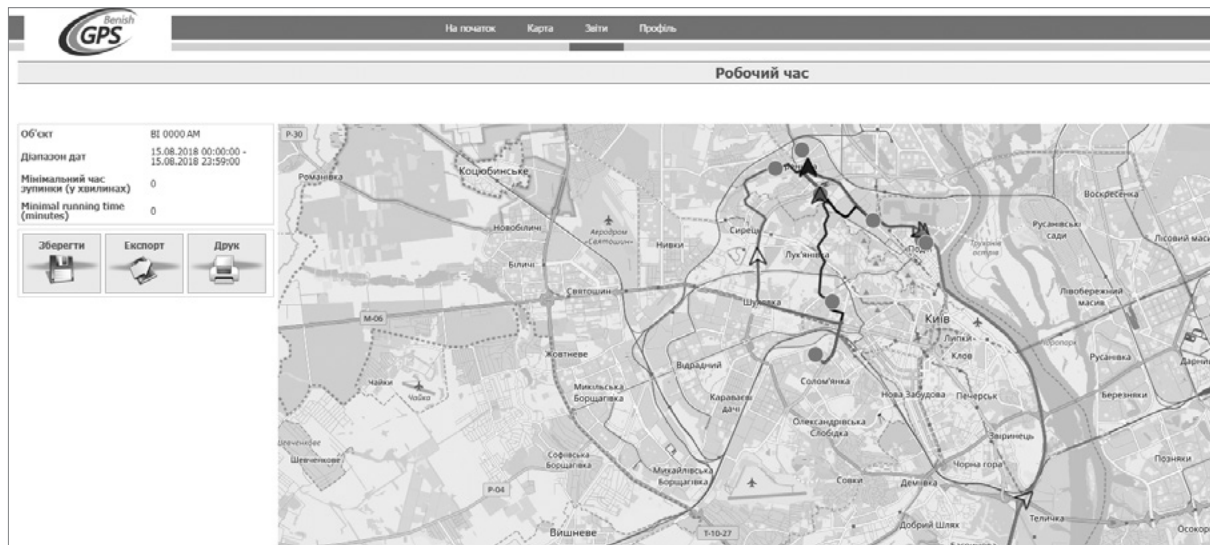 Benish
GPS
На початок Карта Звіти Профіль
Робочий час
Об'єкт BI 0000 AM
Діапазон дат 15.08.2018 00:00:00 -
15.08.2018 23:59:00
Мінімальний час
зупинки (у хвилинах) 0
Minimal running time
(minutes) 0
Зберегти Експорт Друк
P-30
Романівка
Коцюбинське
Новобіличі
Біличі
Аеродром
«Святошин»
Нивки
Сирець
Лук'янівка
Святошин
Шулявка
М-06
Жовтневе
Чайки
Чайка
Микільська
Борщагівка
Відрадний
Караваєві
дачі
Солом'янка
Олександрівська
Слобідка
Шевченкове
Шевченкове
Софіївська
Борщагівка
Михайлівська
Борщагівка
Р-04
Вишневе
Т-10-27
Совки
Деміївка
Добрий Шлях
Чорна гора
Звіринець
Теличка
Нова Забудова
Печерськ
Київ
Липки
Клов
Труханів
острів
Воскресенка
Русанівські
сади
Лісовий маси
Лівобережний
масив
Русанівка
Дарни
Березняки
Позняки
Осокор